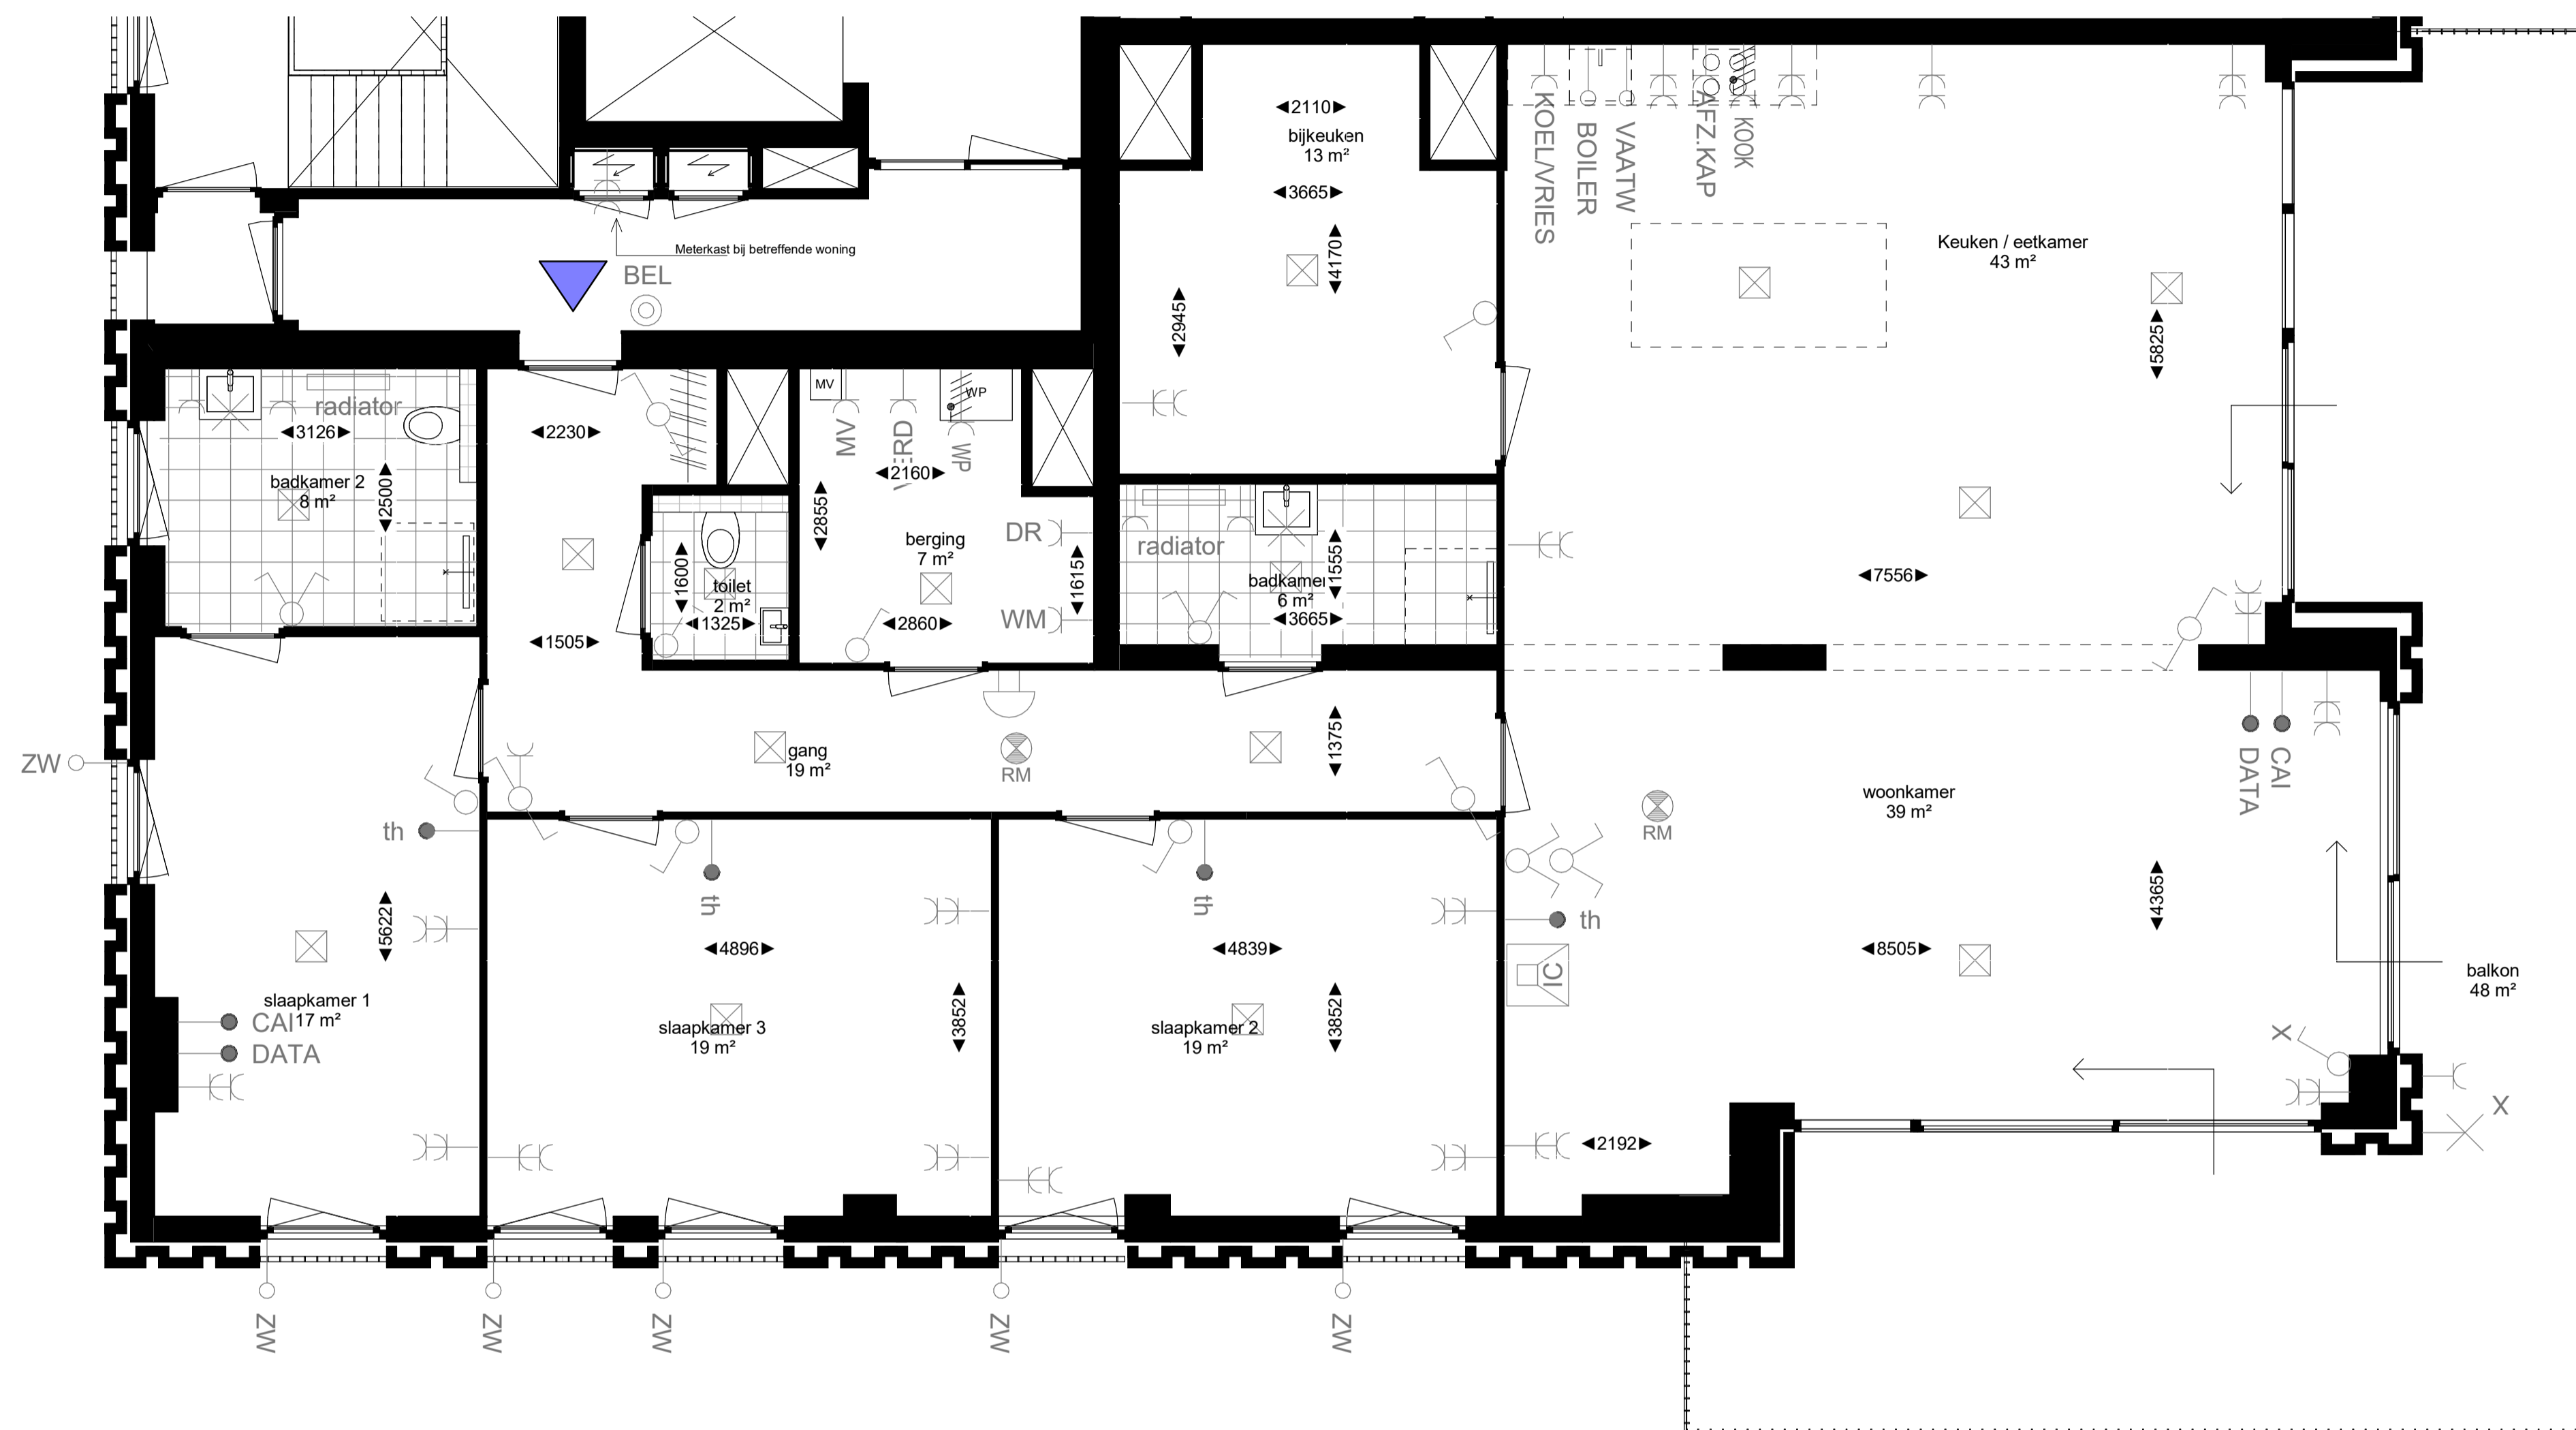 2110
bijkeuken
13 m²
3665
4170
2945
KOEL/VRIES
BOILER
VAATW
AFZ.KAP
KOOK
Keuken / eetkamer
43 m²
5825
7556
Meterkast bij betreffende woning
BEL
radiator
3126
badkamer 2
8 m²
2500
2230
1505
1600
toilet
2 m²
1325
MV
WP
MV
WP
2160
2855
berging
7 m²
DR
WM
1615
2860
radiator
1555
6 m²
3665
gang
19 m²
RM
1375
ZW
th
5622
slaapkamer 1
17 m²
CAI
DATA
th
4896
3852
slaapkamer 3
19 m²
th
4839
3852
slaapkamer 2
19 m²
RM
th
IC
woonkamer
39 m²
DATA
CAI
4365
8505
2192
balkon
48 m²
X
X
ZW
ZW
ZW
ZW
ZW